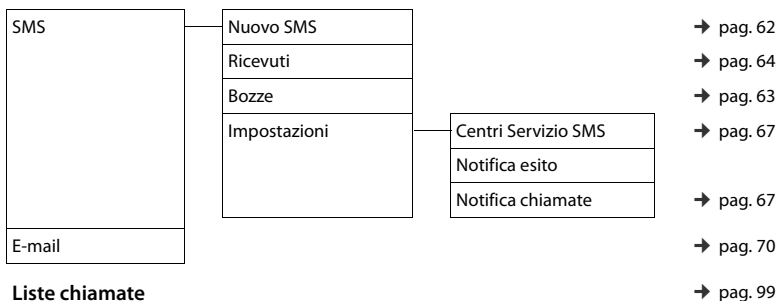 SMS Nuovo SMS → pag. 62
Ricevuti → pag. 64
Bozze → pag. 63
Impostazioni Centri Servizio SMS → pag. 67
Notifica esito
Notifica chiamate → pag. 67
E-mail → pag. 70
Liste chiamate → pag. 99